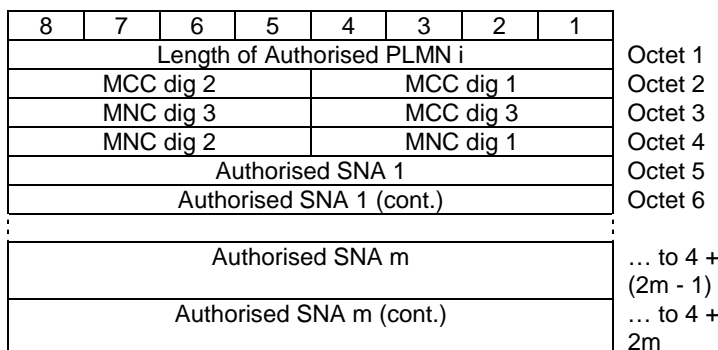 8 7 6 5 4 3 2 1
Length of Authorised PLMN i Octet 1
MCC dig 2 MCC dig 1 Octet 2
MNC dig 3 MCC dig 3 Octet 3
MNC dig 2 MNC dig 1 Octet 4
Authorised SNA 1 Octet 5
Authorised SNA 1 (cont.) Octet 6
Authorised SNA m … to 4 +
(2m - 1)
Authorised SNA m (cont.) … to 4 +
2m